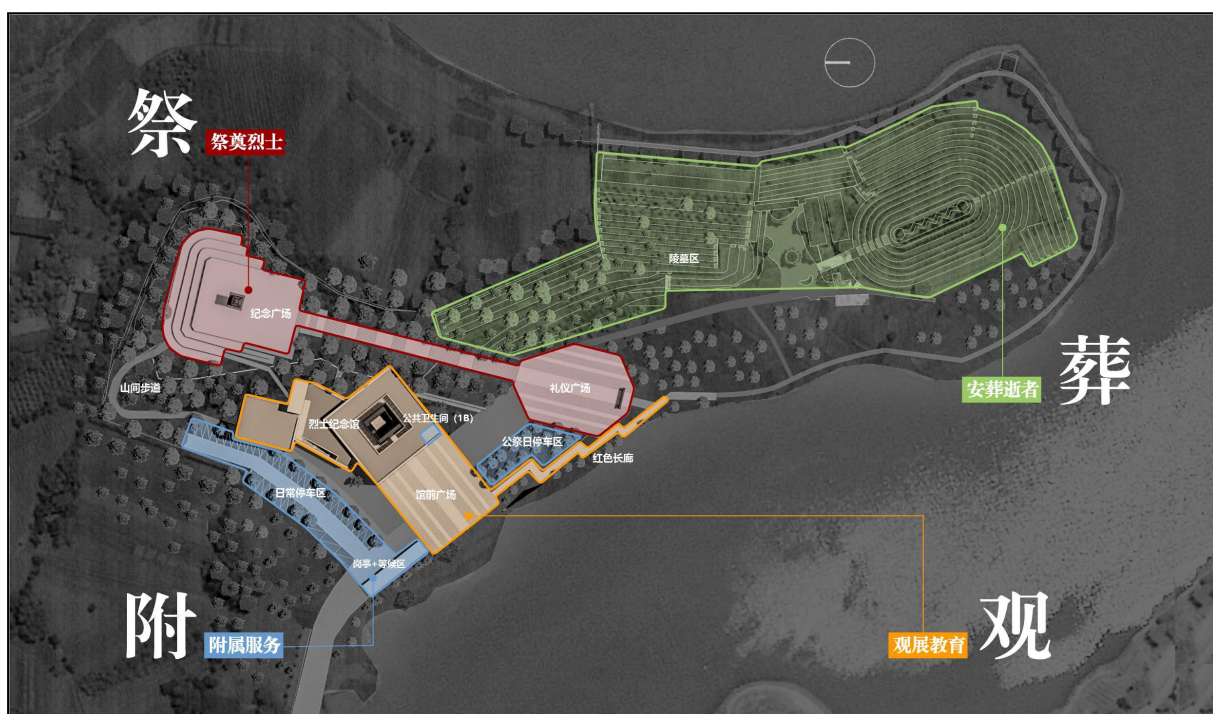 祭
祭奠烈士
纪念广场
陵墓区
山间步道
礼仪广场
葬
安葬逝者
烈士纪念馆
公共卫生间（1B）
公祭日停车区
红色长廊
日常停车区
馆前广场
岗亭+等候区
附
附属服务
观展教育
观